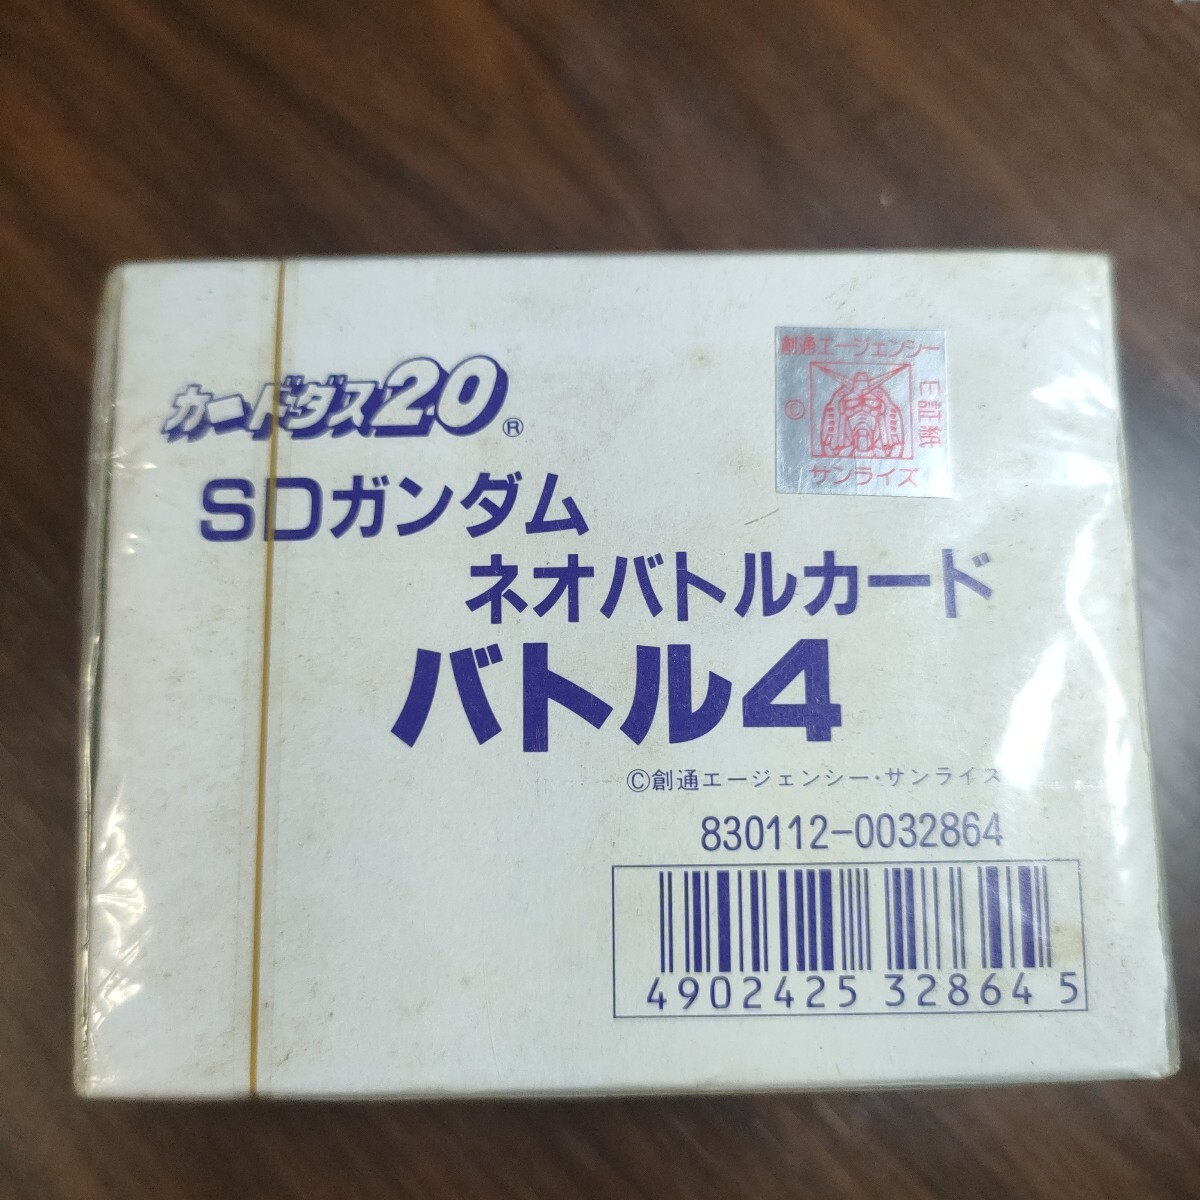 カードダス20®
創通エージェンシー
E証紙
©
サンライズ
SDガンダム
ネオバトルカード
バトル4
©創通エージェンシー・サンライズ
830112-0032864
4902425 328645